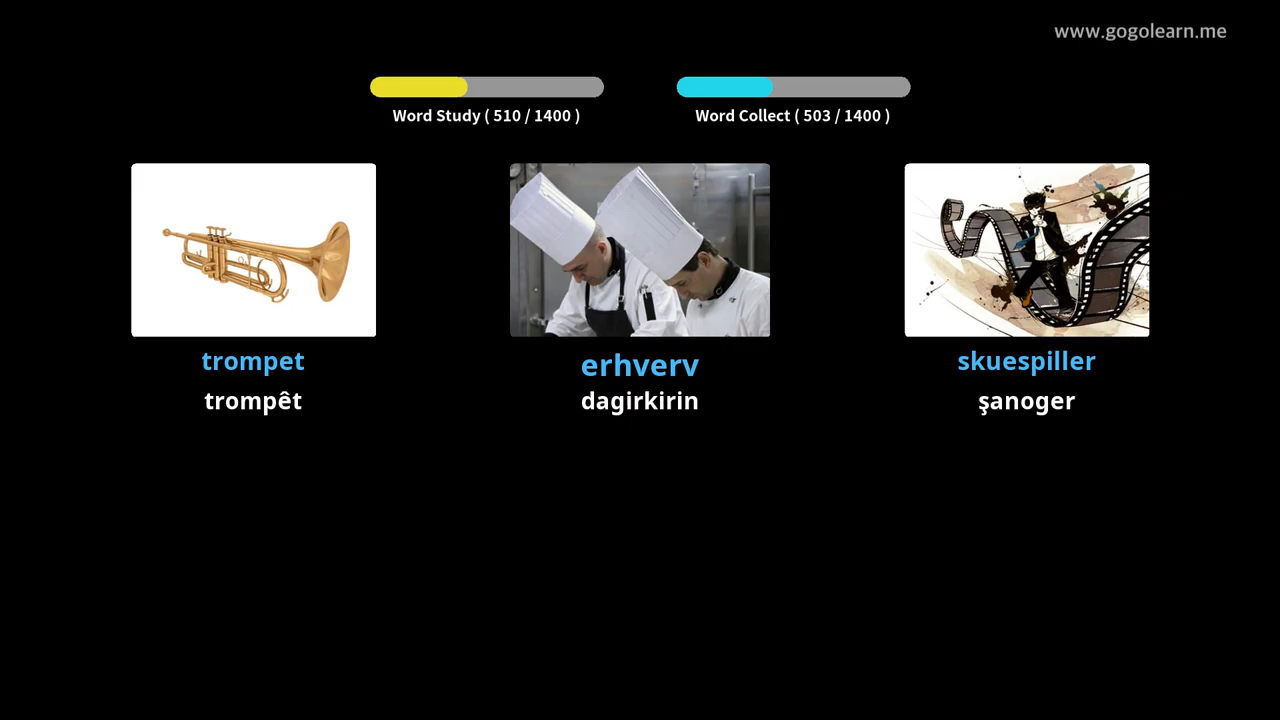 www.gogolearn.me
Word Study ( 510 / 1400 )
Word Collect ( 503 / 1400 )
trompet
erhverv
skuespiller
trompêt
dagirkirin
şanoger